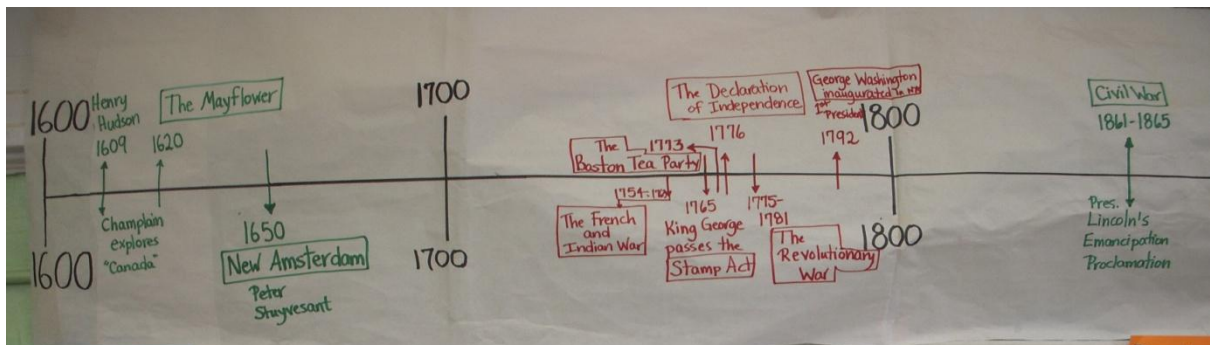 1600
Henry
Hudson
1609
The Mayflower
1620
Champlain
explores
"Canada"
1600
1650
New Amsterdam
Peter
Stuyvesant
1700
1700
The 1773
Boston Tea Party
The French
and
Indian War
1765
King George
passes the
Stamp Act
The Declaration
of Independence
1776
1775-
1781
The
Revolutionary
War
George Washington
inaugurated in
1st
President
1792
1800
1800
Civil War
1861-1865
Pres.
Lincoln's
Emancipation
Proclamation